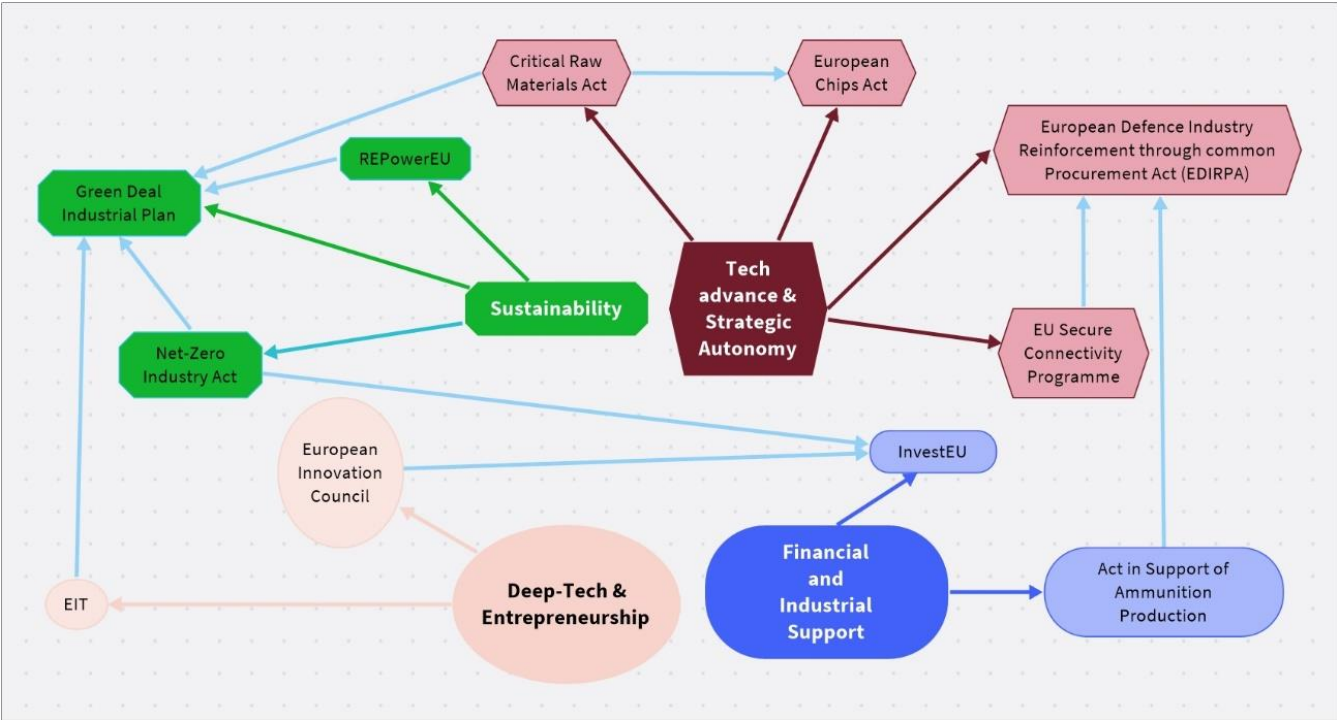 Critical Raw
Materials Act
European
Chips Act
European Defence Industry
Reinforcement through common
Procurement Act (EDIRPA)
REPowerEU
Green Deal
Industrial Plan
Sustainability
Tech
advance &
Strategic
Autonomy
EU Secure
Connectivity
Programme
Net-Zero
Industry Act
European
Innovation
Council
InvestEU
Deep-Tech &
Entrepreneurship
Financial
and
Industrial
Support
Act in Support of
Ammunition
Production
EIT